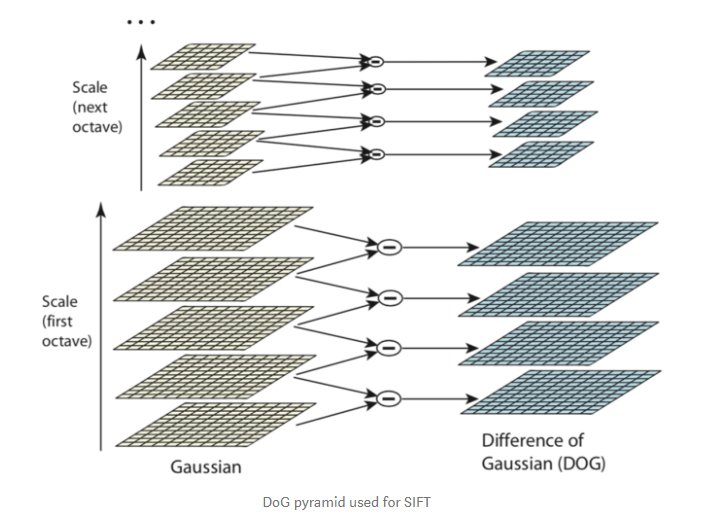 ...
Scale
(next
octave)
Scale
(first
octave)
Gaussian
Difference of
Gaussian (DOG)
DoG pyramid used for SIFT